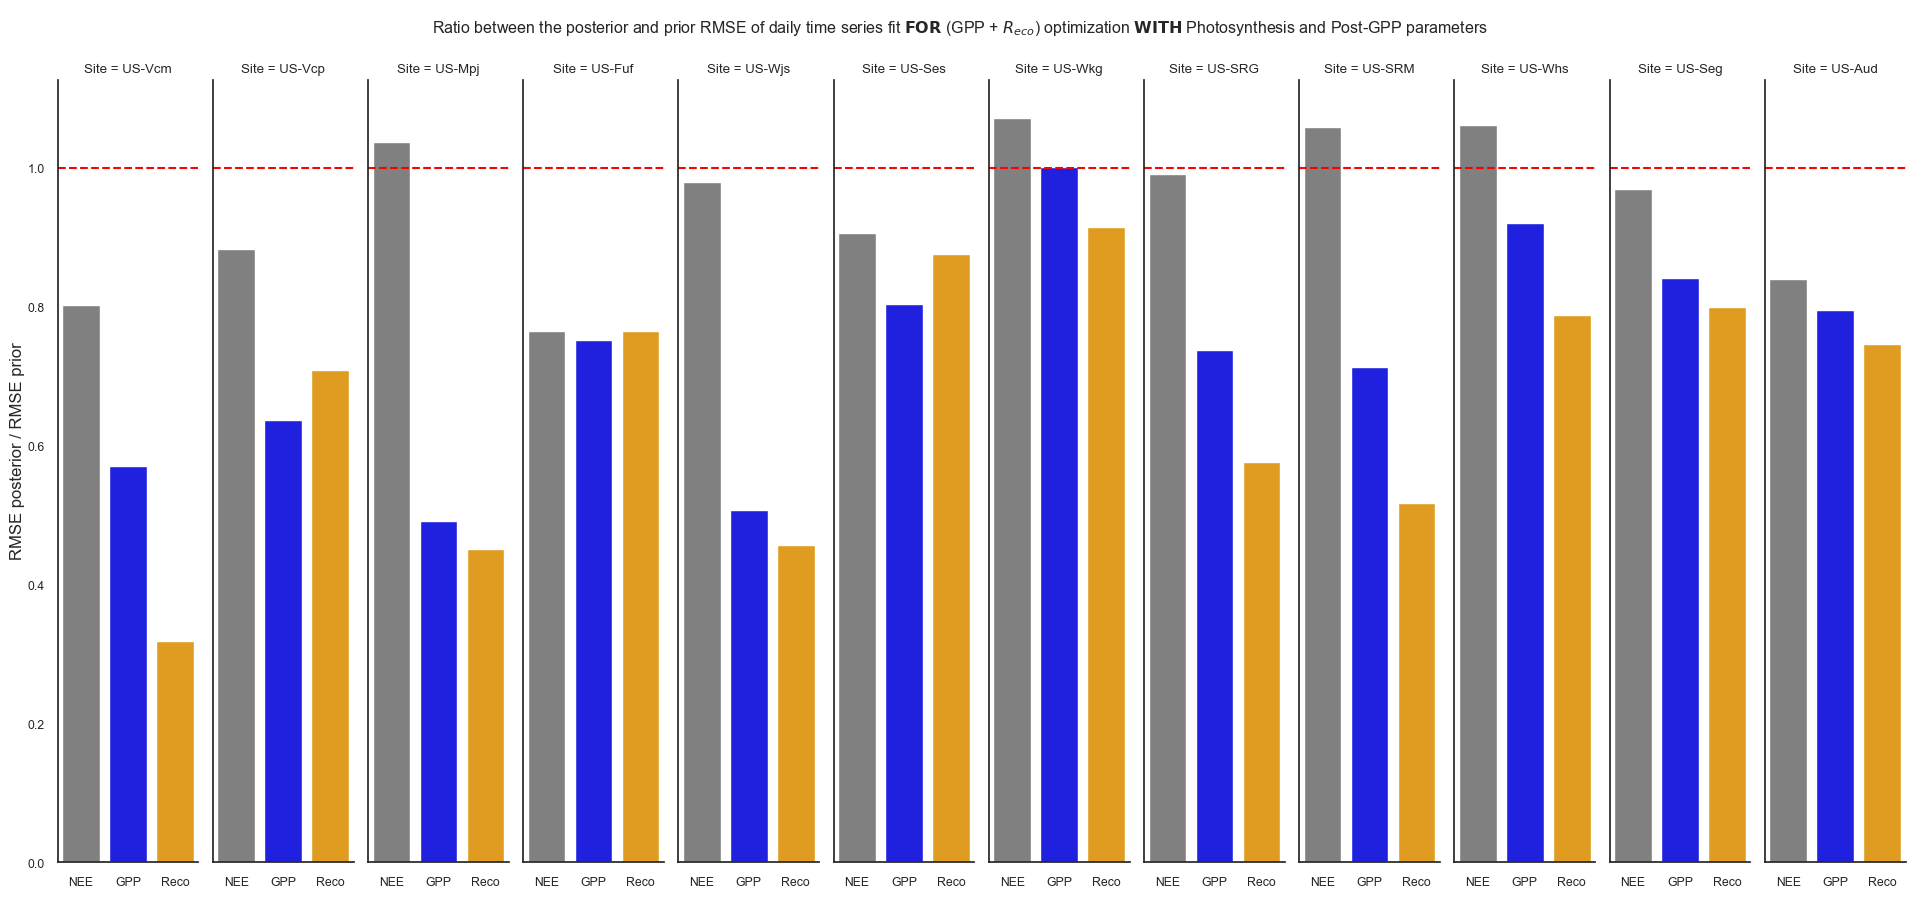 Ratio between the posterior and prior RMSE of daily time series fit FOR (GPP + R_eco) optimization WITH Photosynthesis and Post-GPP parameters
Site = US-Vcm Site = US-Vcp Site = US-Mpj Site = US-Fuf Site = US-Wjs Site = US-Ses Site = US-Wkg Site = US-SRG Site = US-SRM Site = US-Whs Site = US-Seg Site = US-Aud
RMSE posterior / RMSE prior
1.0
0.8
0.6
0.4
0.2
0.0
NEE GPP Reco NEE GPP Reco NEE GPP Reco NEE GPP Reco NEE GPP Reco NEE GPP Reco NEE GPP Reco NEE GPP Reco NEE GPP Reco NEE GPP Reco NEE GPP Reco NEE GPP Reco